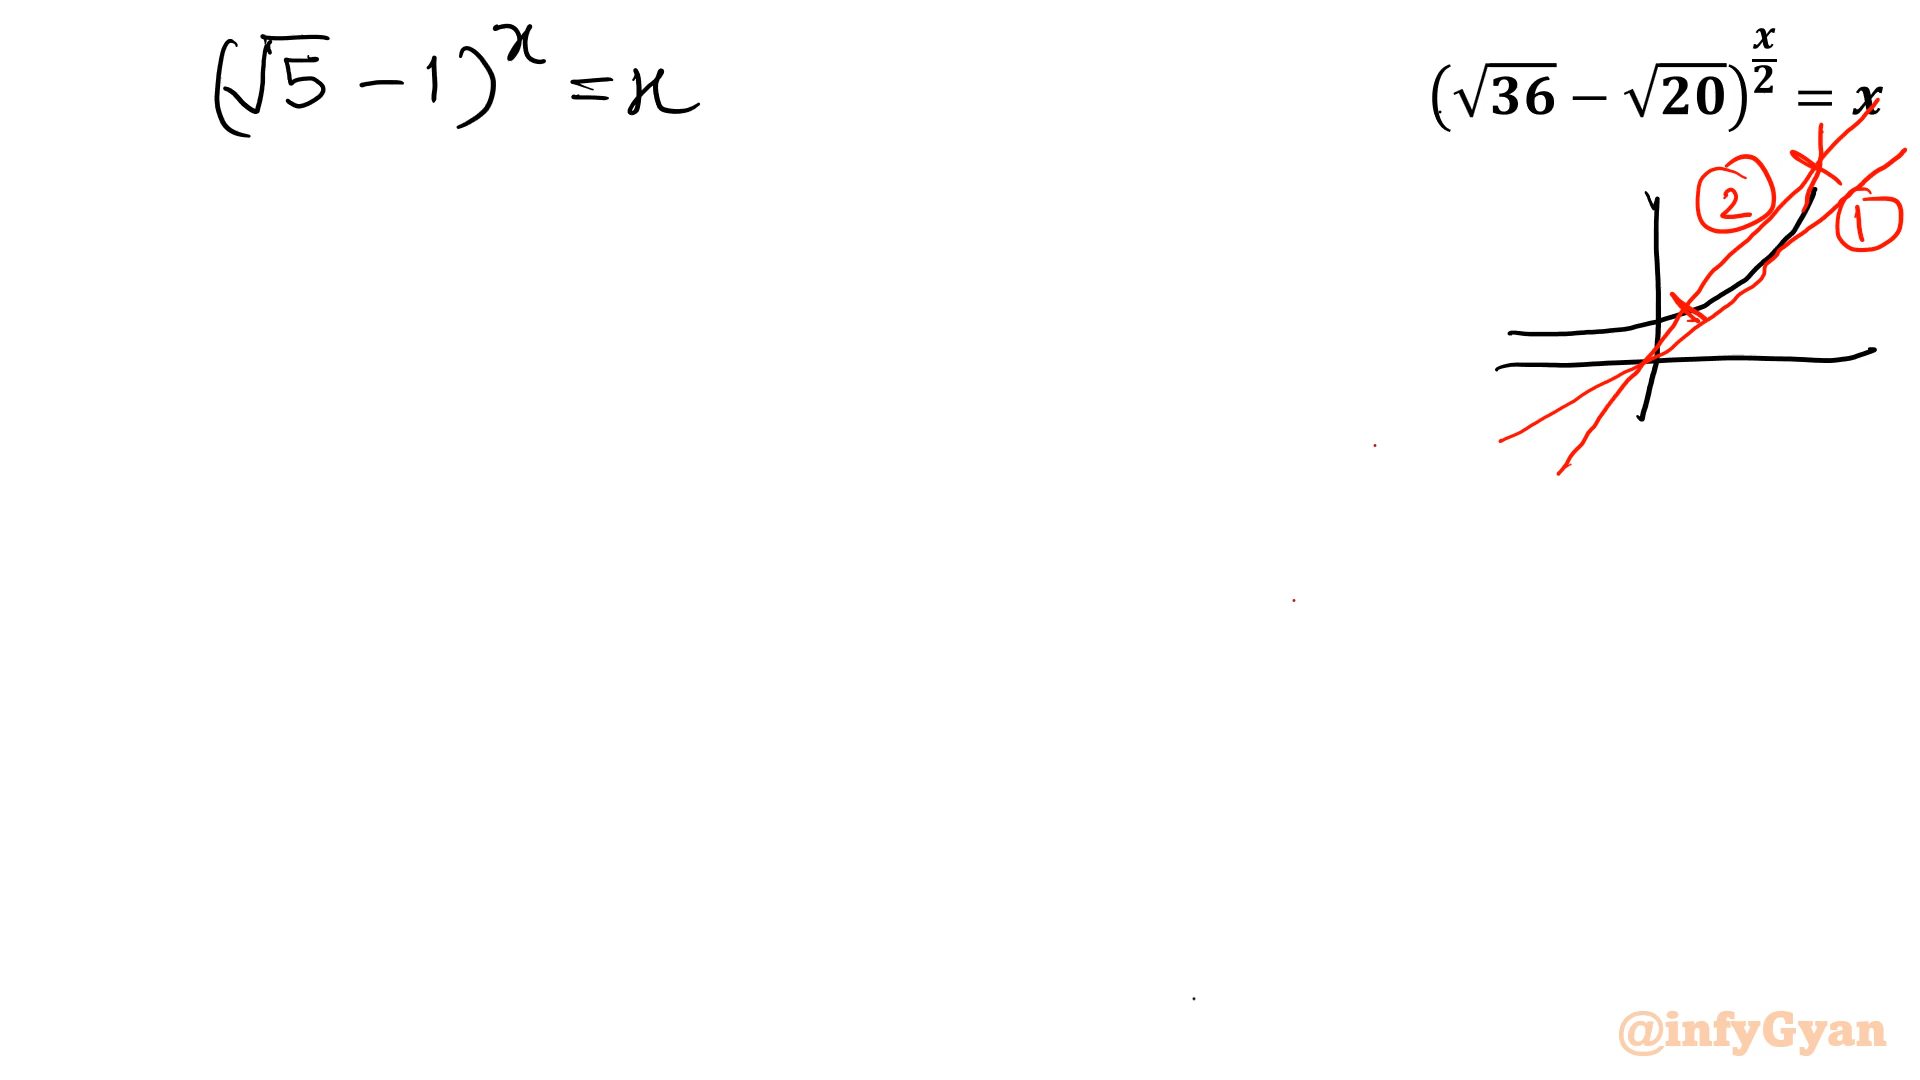 (√5 − 1)^x = x
(√36 − √20)^(x/2) = x
2
1
@infyGyan